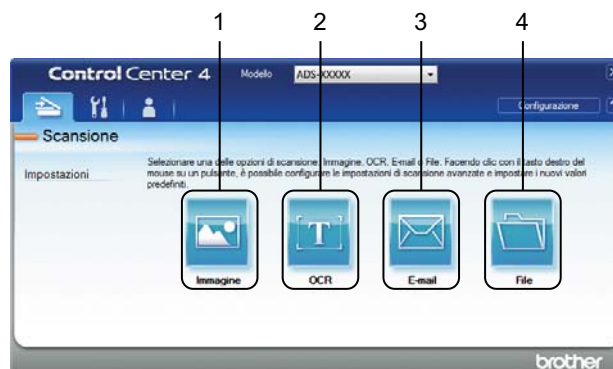 1 2 3 4
Control Center 4 Modelo ADS-XXXXX
Configurazione
Scansione
Impostazioni
Selezionare una delle opzioni di scansione: Immagine, OCR, E-mail o File. Facendo clic con il tasto destro del
mouse su un pulsante, è possibile configurare le impostazioni di scansione avanzate e impostare i nuovi valori
predefiniti.
Immagine OCR E-mail File
brother